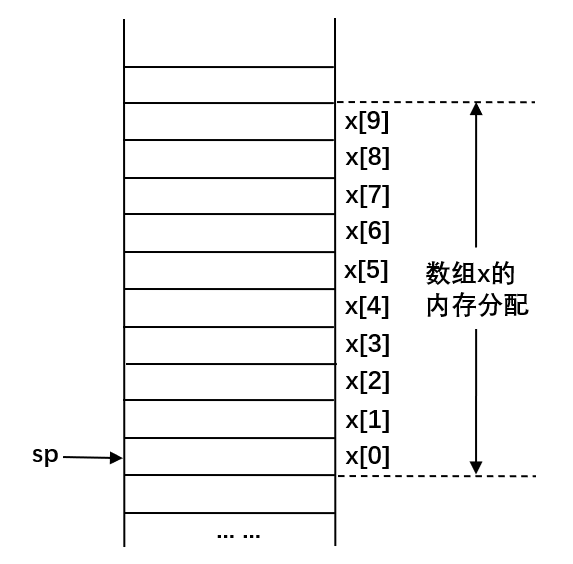 x[9]
x[8]
x[7]
x[6]
x[5]
x[4]
x[3]
x[2]
x[1]
x[0]
数组x的
内存分配
sp
... ...